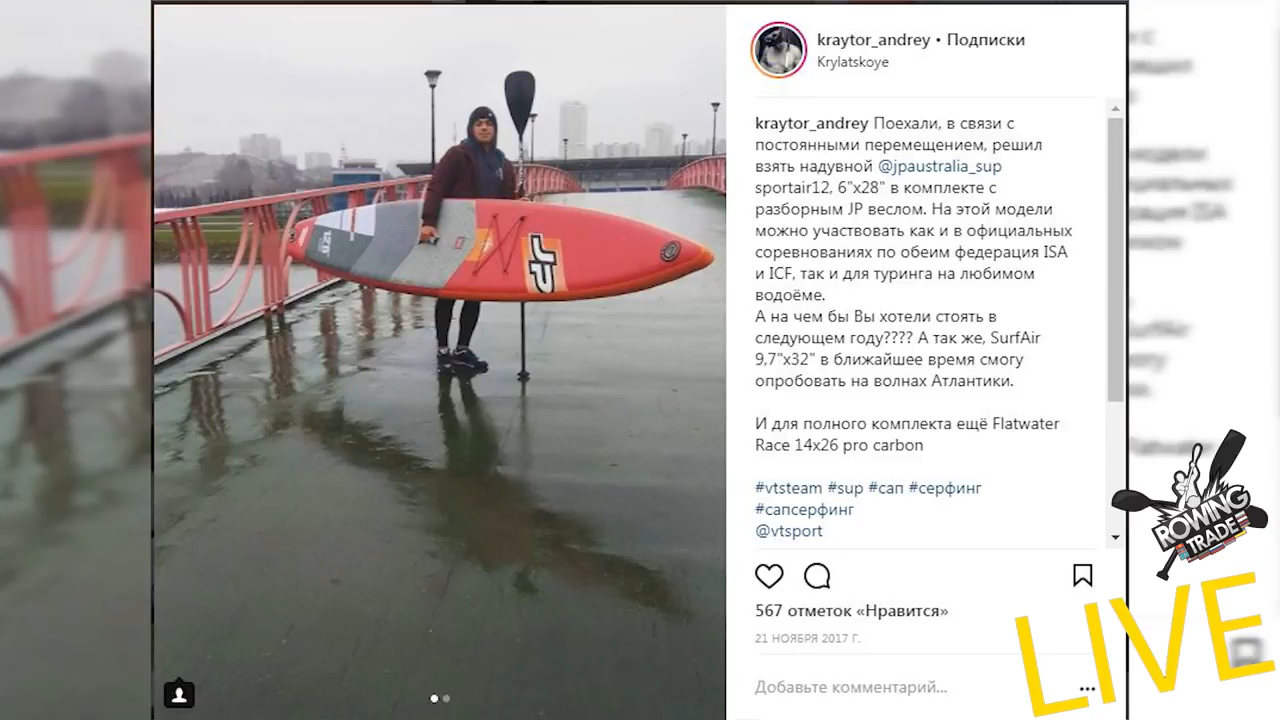 kraytor_andrey • Подписки
Krylatskoye
kraytor_andrey Поехали, в связи с
постоянными перемещением, решил
взять надувной @jpaustralia_sup
sportair12, 6"x28" в комплекте с
разборным JP веслом. На этой модели
можно участвовать как и в официальных
соревнованиях по обеим федерация ISA
и ICF, так и для туринга на любимом
водоёме.
А на чем бы Вы хотели стоять в
следующем году???? А так же, SurfAir
9,7"x32" в ближайшее время смогу
опробовать на волнах Атлантики.
И для полного комплекта ещё Flatwater
Race 14x26 pro carbon
#vtsteam #sup #сап #серфинг
#сапсерфинг
@vtsport
567 отметок «Нравится»
21 НОЯБРЯ 2017 Г.
Добавьте комментарий...
JP
12'6"
ROWING
TRADE
LIVE